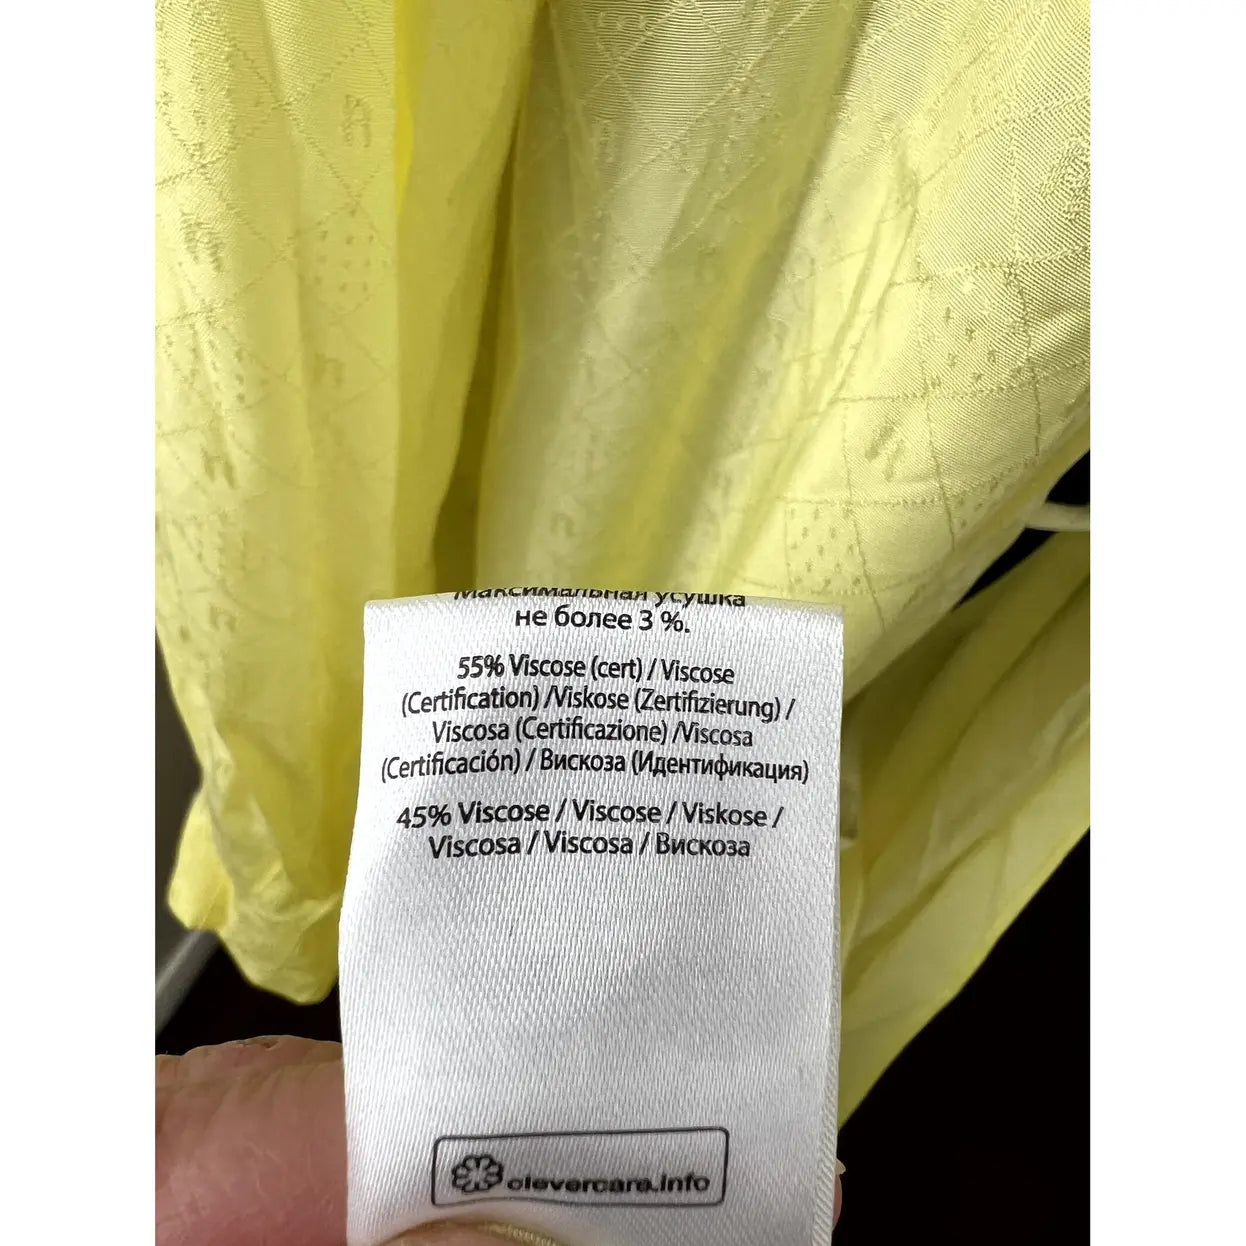 Максимальная усушка
не более 3 %.
55% Viscose (cert) / Viscose
(Certification) /Viskose (Zertifizierung) /
Viscosa (Certificazione) /Viscosa
(Certificación) / Вискоза (Идентификация)
45% Viscose / Viscose / Viskose /
Viscosa / Viscosa / Вискоза
clevercare.info